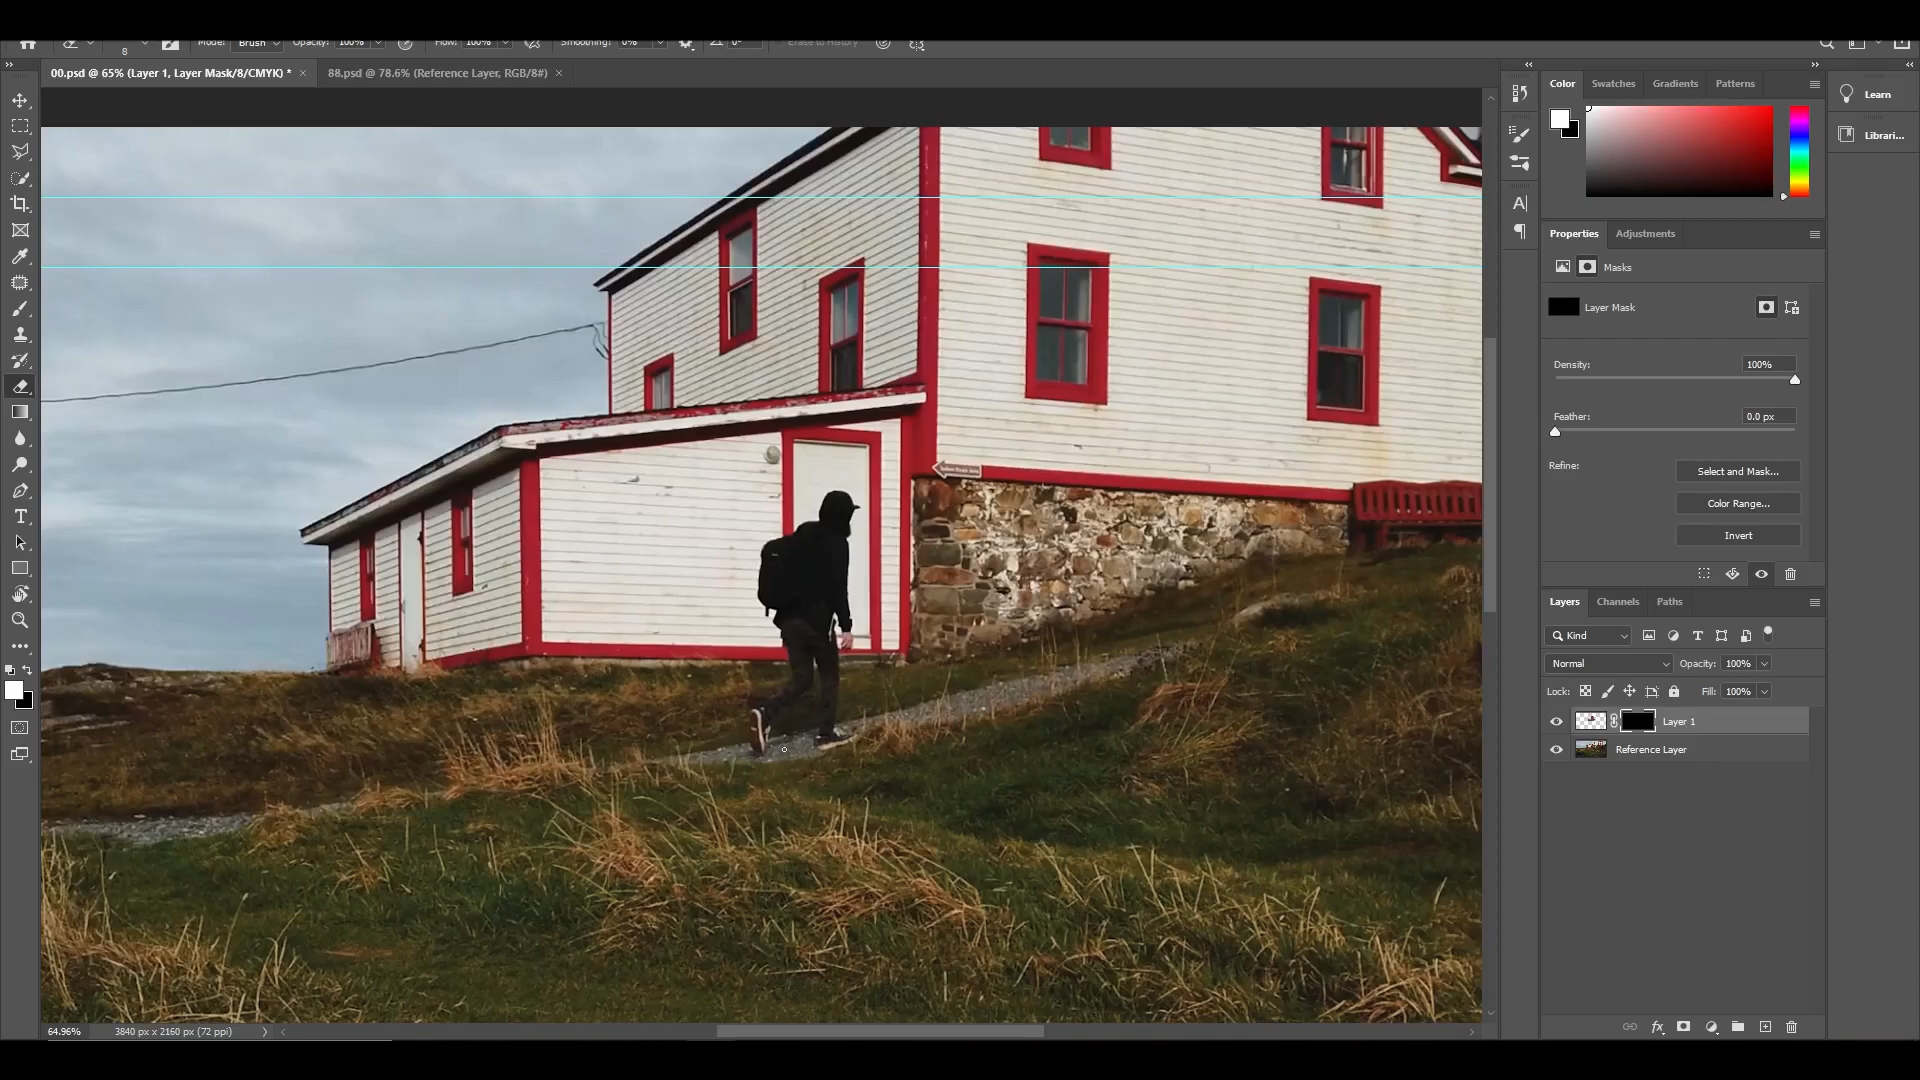 8 Mode: Brush Opacity: 100% Flow: 100% Smoothing: 0% 0° Erase to History
00.psd @ 65% (Layer 1, Layer Mask/8/CMYK) * × 88.psd @ 78.6% (Reference Layer, RGB/8#) ×
Color Swatches Gradients Patterns
Learn
Librari...
Properties Adjustments
Masks
Layer Mask
Density: 100%
Feather: 0.0 px
Refine: Select and Mask...
Color Range...
Invert
Layers Channels Paths
Kind
Normal Opacity: 100%
Lock: Fill: 100%
Layer 1
Reference Layer
64.96% 3840 px x 2160 px (72 ppi)
fx